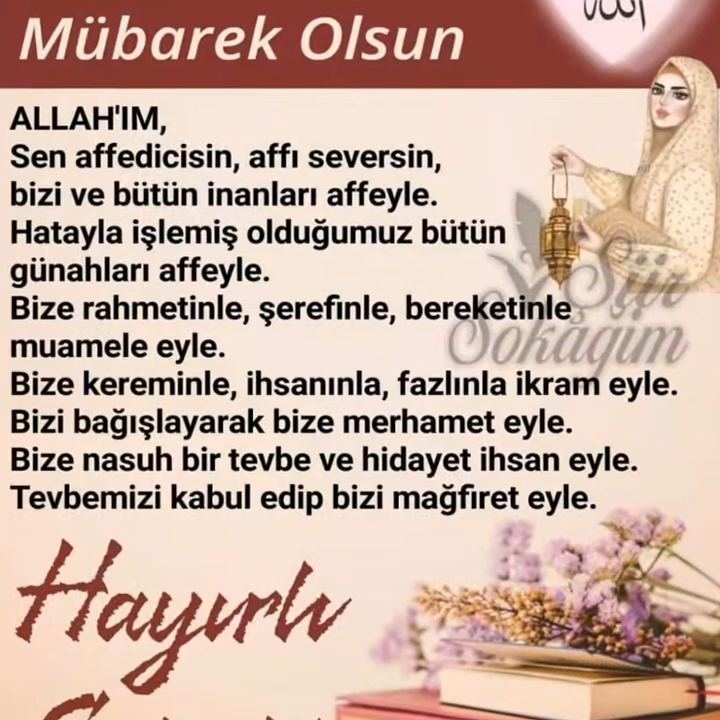 Mübarek Olsun
ALLAH'IM,
Sen affedicisin, affı seversin,
bizi ve bütün inanları affeyle.
Hatayla işlemiş olduğumuz bütün
günahları affeyle.
Bize rahmetinle, şerefinle, bereketinle
muamele eyle.
Bize kereminle, ihsanınla, fazlınla ikram eyle.
Bizi bağışlayarak bize merhamet eyle.
Bize nasuh bir tevbe ve hidayet ihsan eyle.
Tevbemizi kabul edip bizi mağfiret eyle.
Şiir
Sokağım
Hayırlı